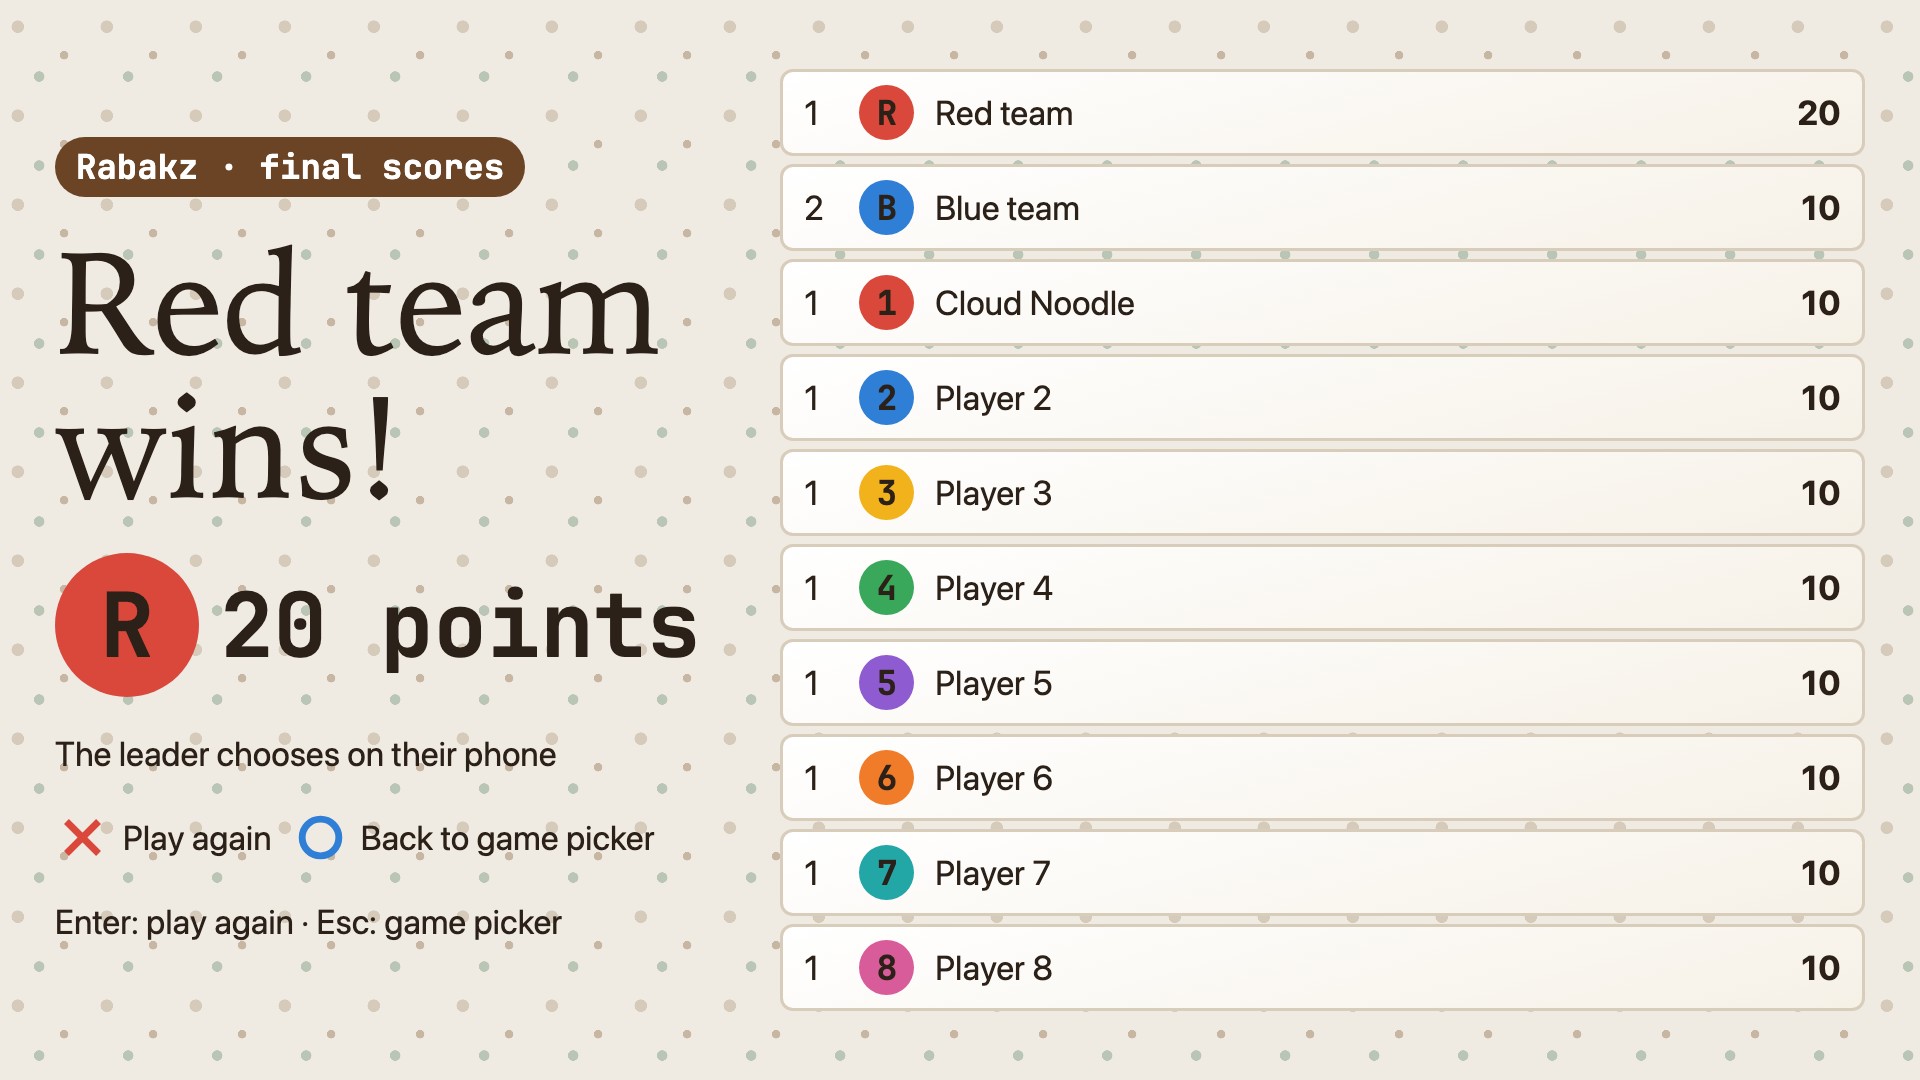 Rabakz · final scores
Red team
wins!
R 20 points
The leader chooses on their phone
Play again Back to game picker
Enter: play again · Esc: game picker
1 R Red team 20
2 B Blue team 10
1 1 Cloud Noodle 10
1 2 Player 2 10
1 3 Player 3 10
1 4 Player 4 10
1 5 Player 5 10
1 6 Player 6 10
1 7 Player 7 10
1 8 Player 8 10